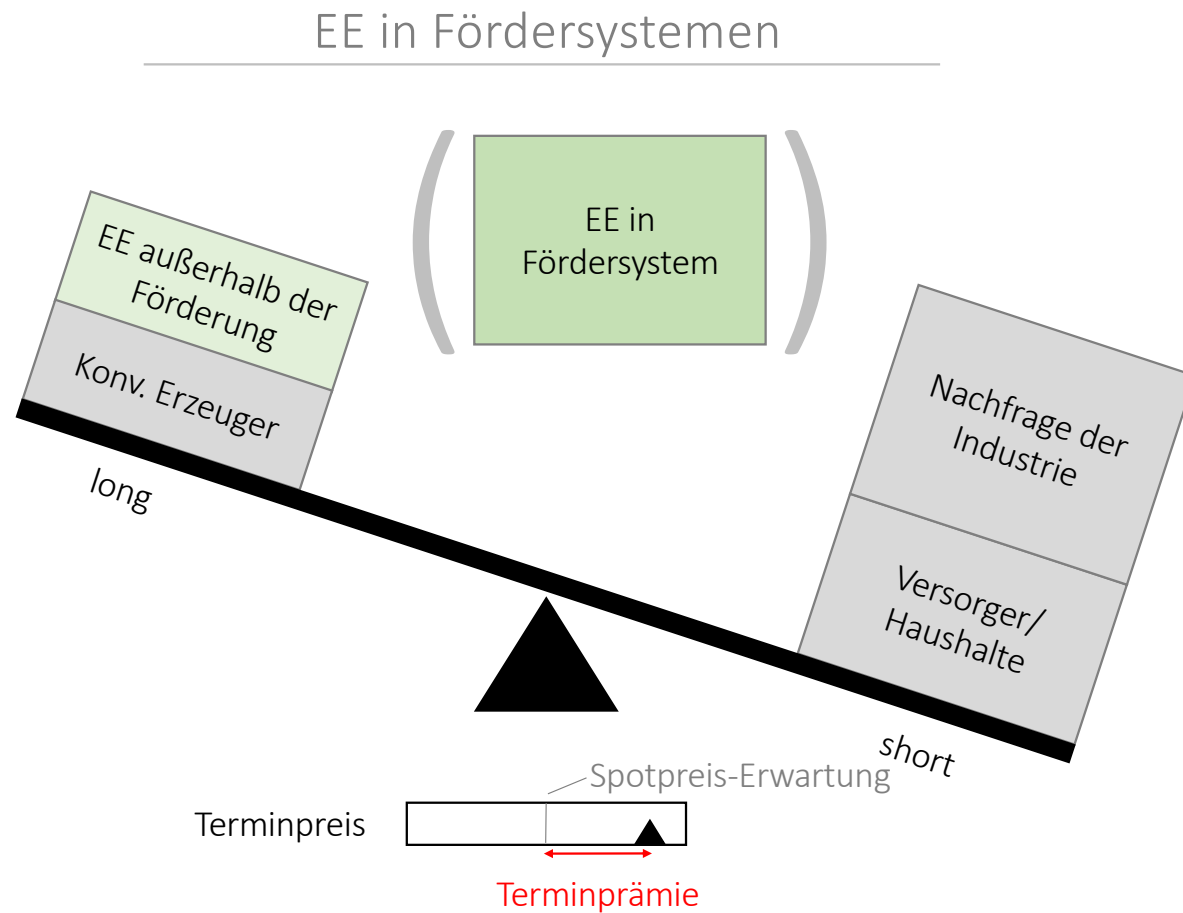 EE in Fördersystemen
EE in
Fördersystem
EE außerhalb der
Förderung
Konv. Erzeuger
long
Nachfrage der
Industrie
Versorger/
Haushalte
short
Spotpreis-Erwartung
Terminpreis
Terminprämie